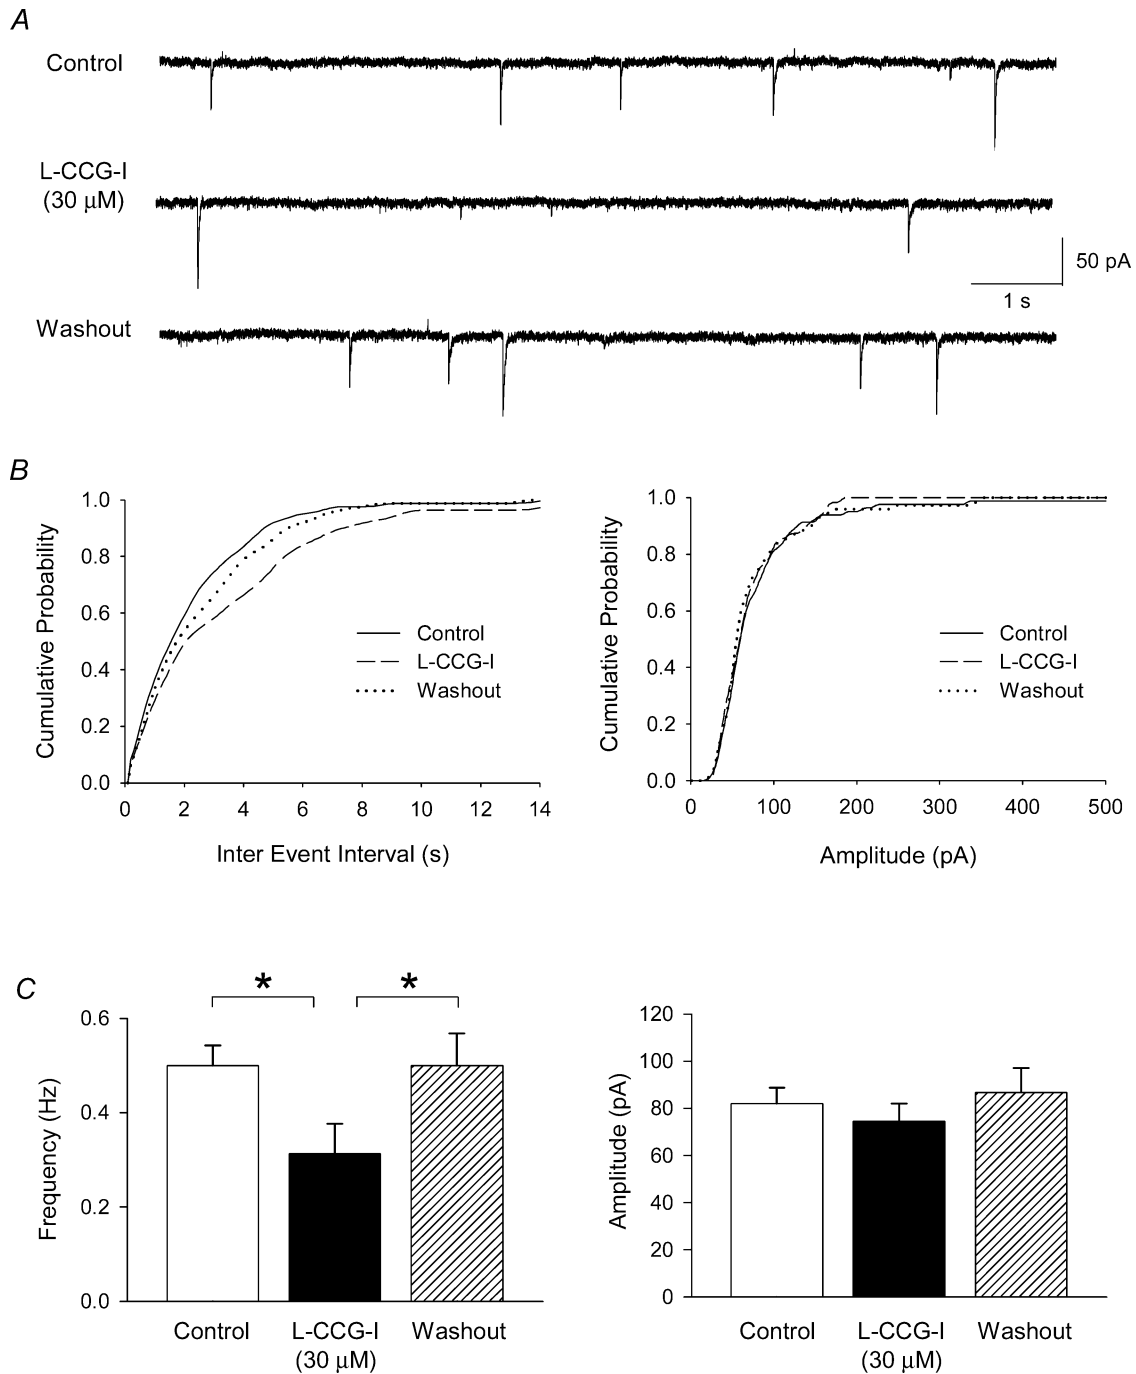 A
Control
L-CCG-I
(30 μM)
50 pA
1 s
Washout
B
1.0
0.8
0.6
0.4
0.2
0.0
Cumulative Probability
Control
L-CCG-I
Washout
0 2 4 6 8 10 12 14
Inter Event Interval (s)
1.0
0.8
0.6
0.4
0.2
0.0
Cumulative Probability
Control
L-CCG-I
Washout
0 100 200 300 400 500
Amplitude (pA)
C
* *
0.6
0.4
0.2
0.0
Frequency (Hz)
Control L-CCG-I Washout
(30 μM)
120
100
80
60
40
20
0
Amplitude (pA)
Control L-CCG-I Washout
(30 μM)